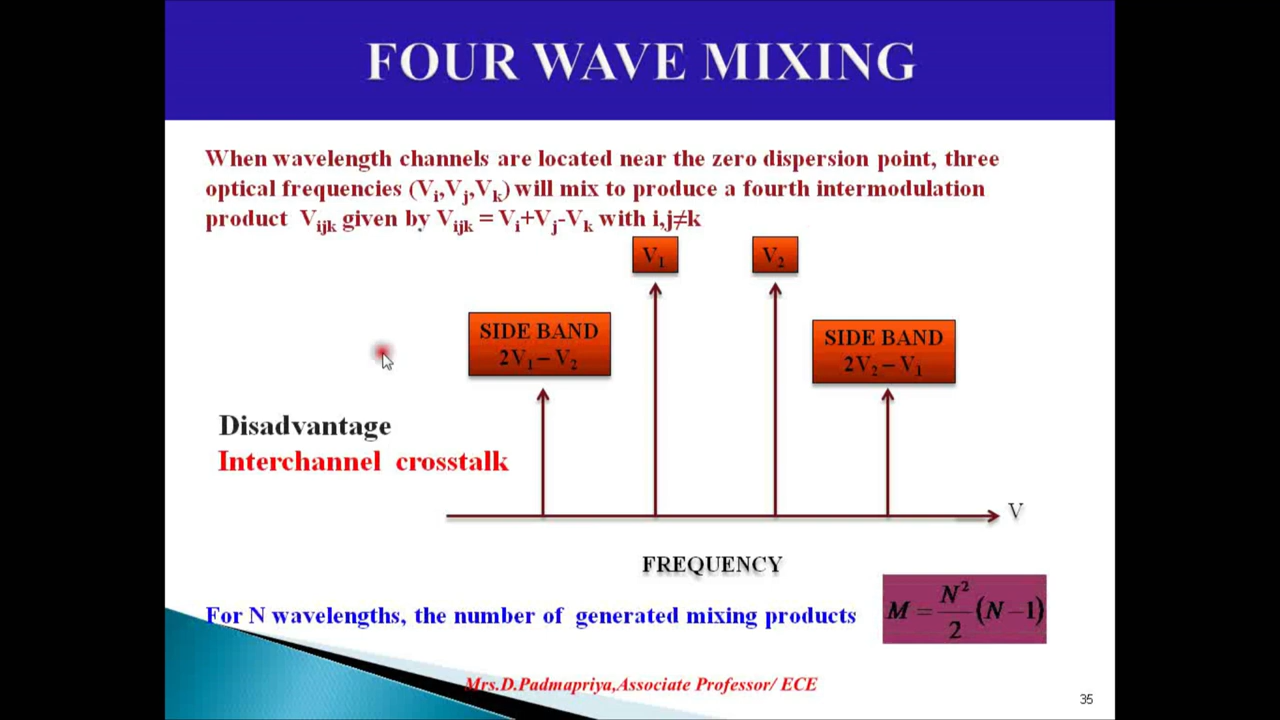 FOUR WAVE MIXING
When wavelength channels are located near the zero dispersion point, three
optical frequencies (Vi,Vj,Vk) will mix to produce a fourth intermodulation
product Vijk given by Vijk = Vi+Vj-Vk with i,j≠k
V1
V2
SIDE BAND
2V1 – V2
SIDE BAND
2V2 – V1
Disadvantage
Interchannel crosstalk
V
FREQUENCY
For N wavelengths, the number of generated mixing products
M = N²/2 (N –1)
Mrs.D.Padmapriya,Associate Professor/ ECE
35